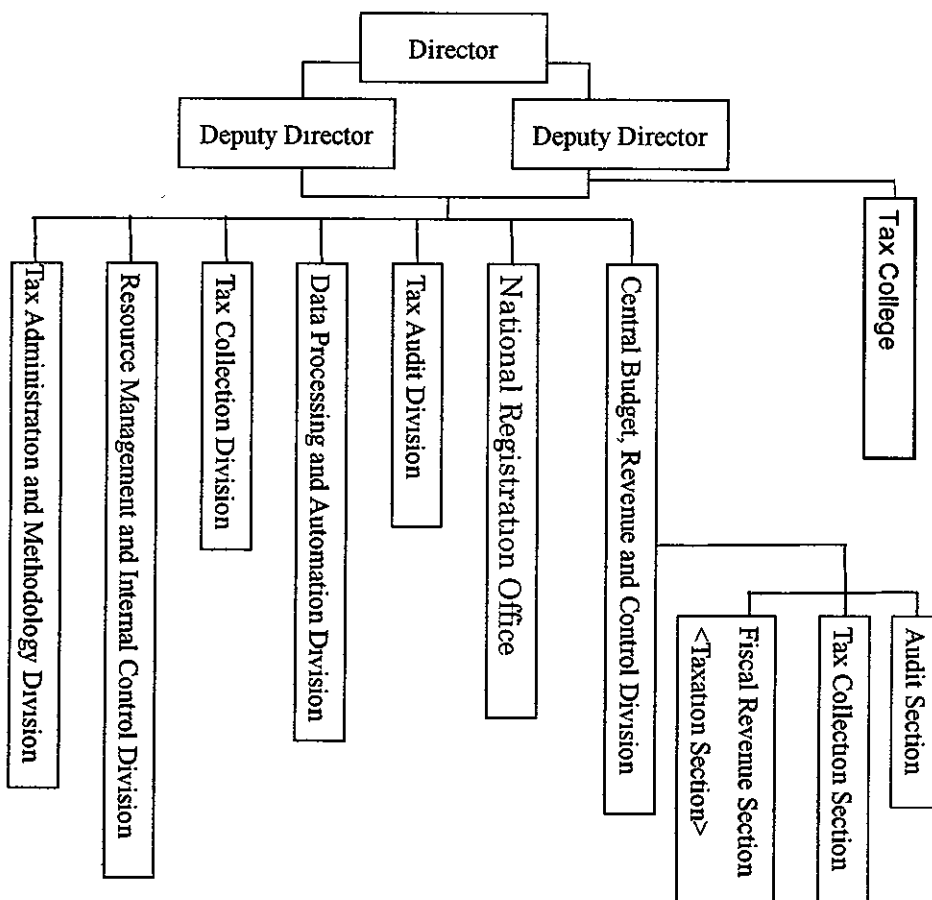 Director
Deputy Director
Deputy Director
Tax College
Tax Administration and Methodology Division
Resource Management and Internal Control Division
Tax Collection Division
Data Processing and Automation Division
Tax Audit Division
National Registration Office
Central Budget, Revenue and Control Division
Fiscal Revenue Section
<Taxation Section>
Tax Collection Section
Audit Section